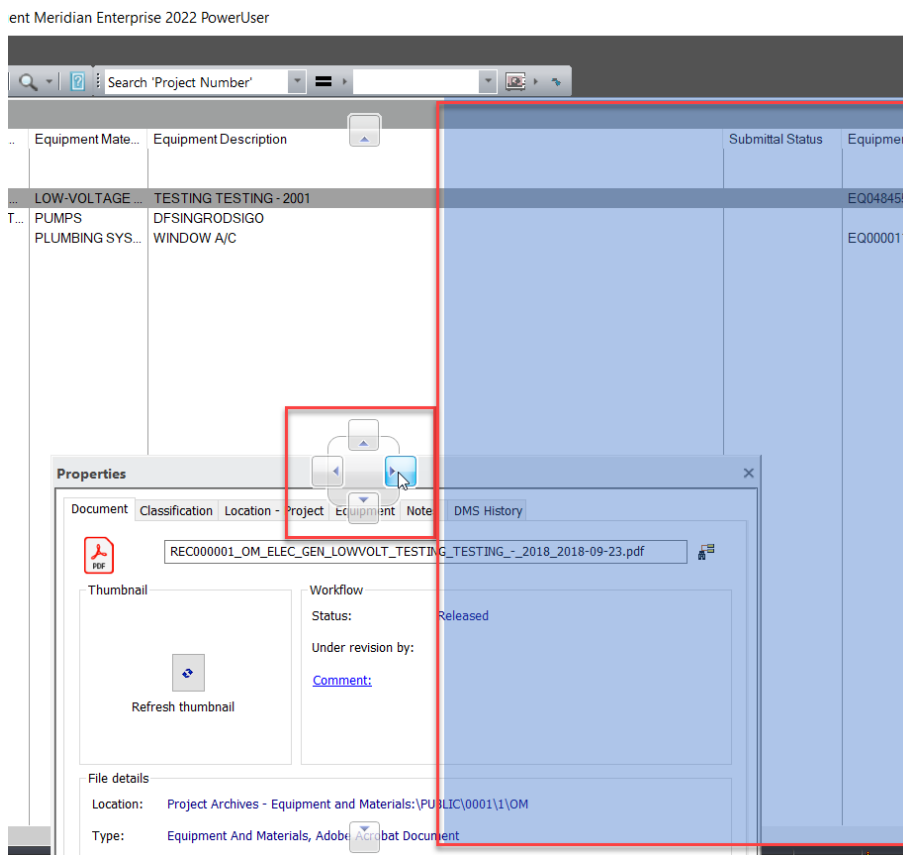 ent Meridian Enterprise 2022 PowerUser
Search 'Project Number'
.. Equipment Mate... Equipment Description Submittal Status Equipme
... LOW-VOLTAGE ... TESTING TESTING - 2001 EQ048455
T... PUMPS DFSINGRODSIGO
PLUMBING SYS... WINDOW A/C EQ000011
Properties
Document Classification Location - Project Equipment Notes DMS History
PDF REC000001_OM_ELEC_GEN_LOWVOLT_TESTING_TESTING_-_2018_2018-09-23.pdf
Thumbnail Workflow
Status: Released
Under revision by:
Comment:
Refresh thumbnail
File details
Location: Project Archives - Equipment and Materials:\PUBLIC\0001\1\OM
Type: Equipment And Materials, Adobe Acrobat Document